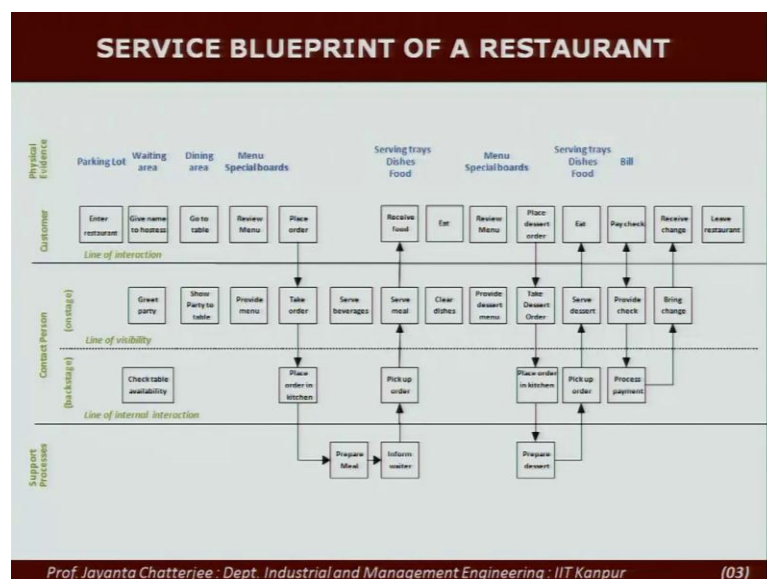 SERVICE BLUEPRINT OF A RESTAURANT
Physical
Evidence
Parking Lot
Waiting
area
Dining
area
Menu
Special boards
Serving trays
Dishes
Food
Menu
Special boards
Serving trays
Dishes
Food
Bill
Customer
Enter
restaurant
Give name
to hostess
Go to
table
Review
Menu
Place
order
Receive
food
Eat
Review
Menu
Place
dessert
order
Eat
Pay check
Receive
change
Leave
restaurant
Line of interaction
Contact Person
(onstage)
Greet
party
Show
Party to
table
Provide
menu
Take
order
Serve
beverages
Serve
meal
Clear
dishes
Provide
dessert
menu
Take
Dessert
Order
Serve
dessert
Provide
check
Bring
change
Line of visibility
(backstage)
Check table
availability
Place
order in
kitchen
Pick up
order
Place order
in kitchen
Pick up
order
Process
payment
Line of internal interaction
Support
Processes
Prepare
Meal
Inform
waiter
Prepare
dessert
Prof. Jayanta Chatterjee : Dept. Industrial and Management Engineering : IIT Kanpur (03)